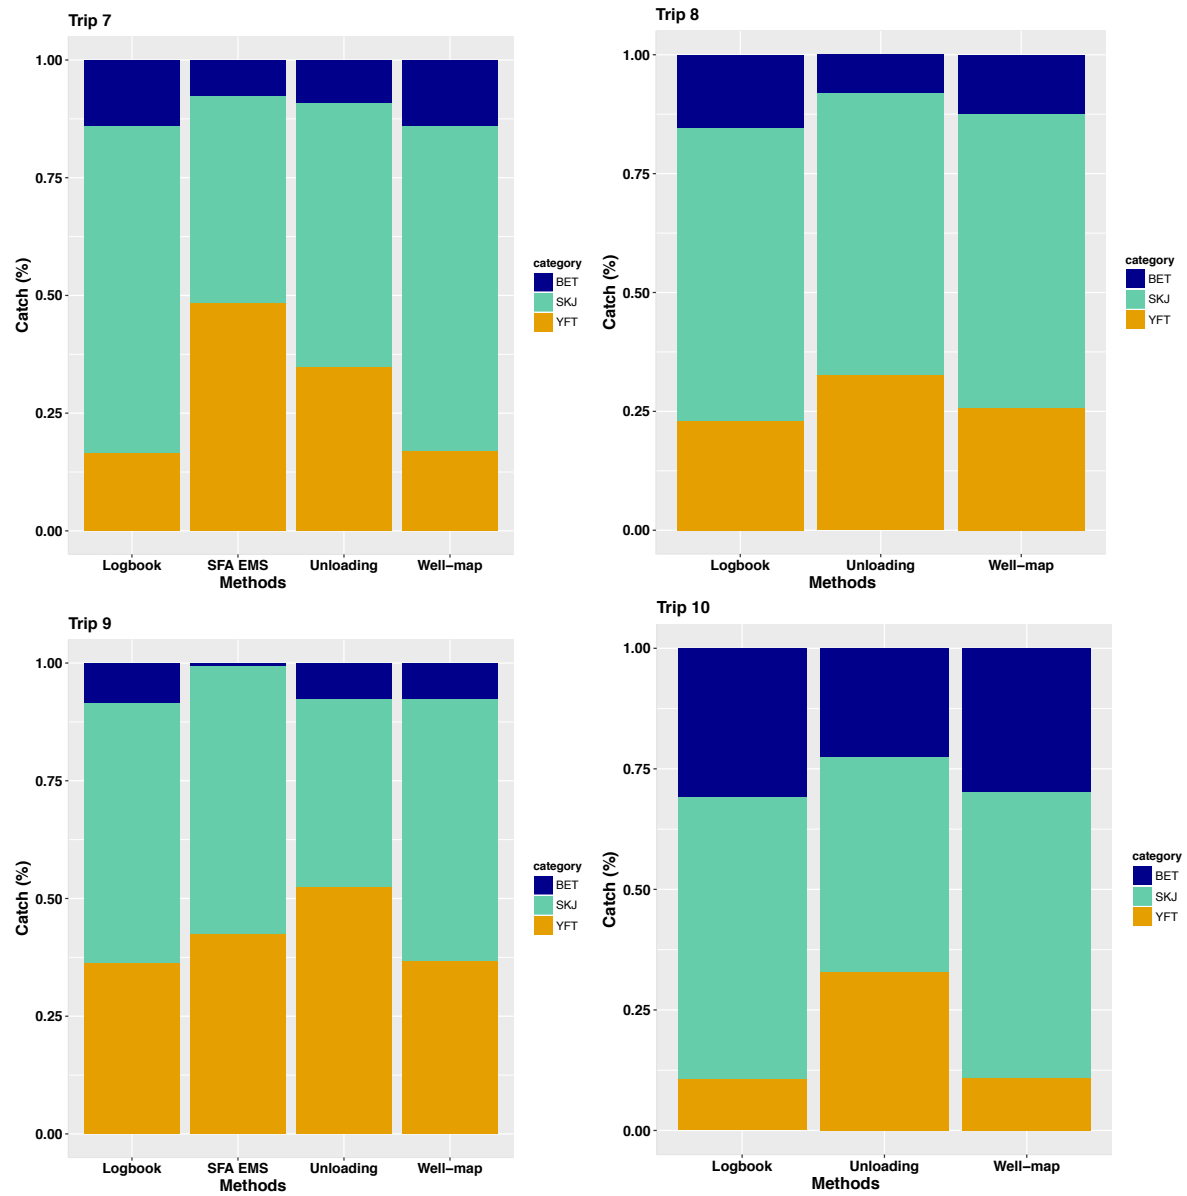 Trip 7
Catch (%)
1.00
0.75
0.50
0.25
0.00
Logbook SFA EMS Unloading Well−map
Methods
category
BET
SKJ
YFT
Trip 8
Catch (%)
1.00
0.75
0.50
0.25
0.00
Logbook Unloading Well−map
Methods
category
BET
SKJ
YFT
Trip 9
Catch (%)
1.00
0.75
0.50
0.25
0.00
Logbook SFA EMS Unloading Well−map
Methods
category
BET
SKJ
YFT
Trip 10
Catch (%)
1.00
0.75
0.50
0.25
0.00
Logbook Unloading Well−map
Methods
category
BET
SKJ
YFT